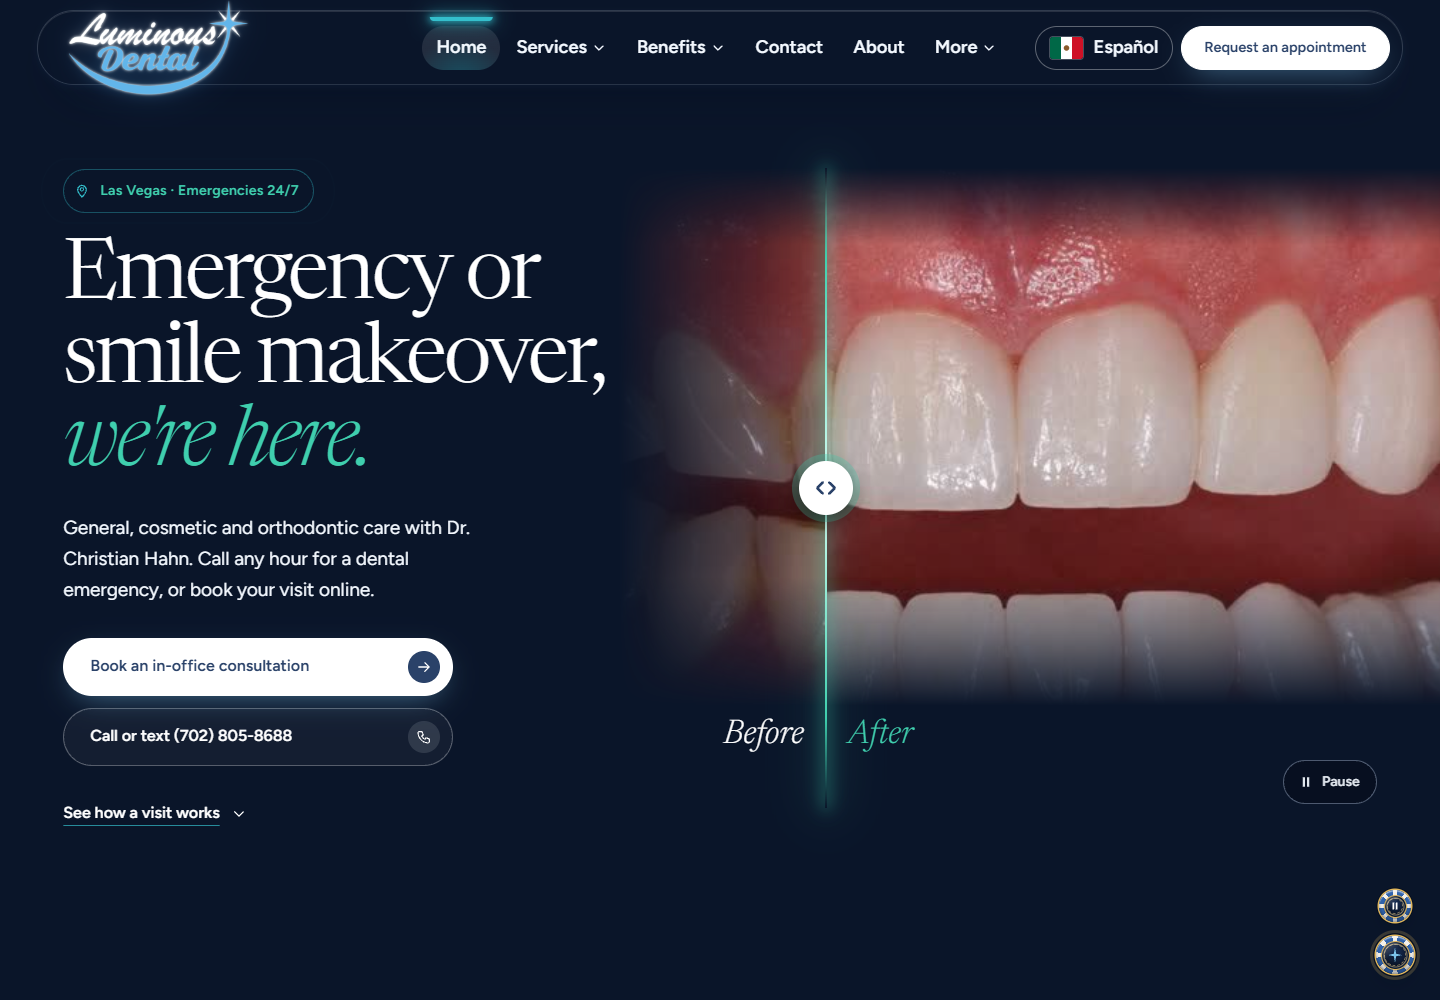 Luminous
Dental
Home
Services
Benefits
Contact
About
More
Español
Request an appointment
Las Vegas · Emergencies 24/7
Emergency or
smile makeover,
we're here.
General, cosmetic and orthodontic care with Dr.
Christian Hahn. Call any hour for a dental
emergency, or book your visit online.
Book an in-office consultation
Call or text (702) 805-8688
See how a visit works
Before
After
Pause